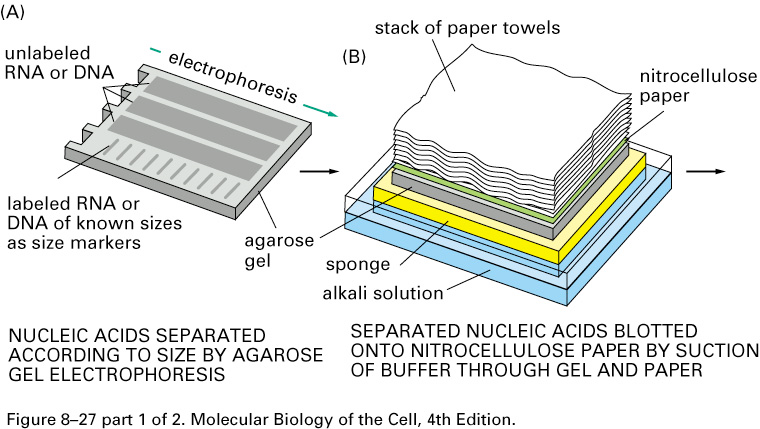 (A)
unlabeled
RNA or DNA
electrophoresis
labeled RNA or
DNA of known sizes
as size markers
(B)
stack of paper towels
nitrocellulose
paper
agarose
gel
sponge
alkali solution
NUCLEIC ACIDS SEPARATED
ACCORDING TO SIZE BY AGAROSE
GEL ELECTROPHORESIS
SEPARATED NUCLEIC ACIDS BLOTTED
ONTO NITROCELLULOSE PAPER BY SUCTION
OF BUFFER THROUGH GEL AND PAPER
Figure 8–27 part 1 of 2. Molecular Biology of the Cell, 4th Edition.